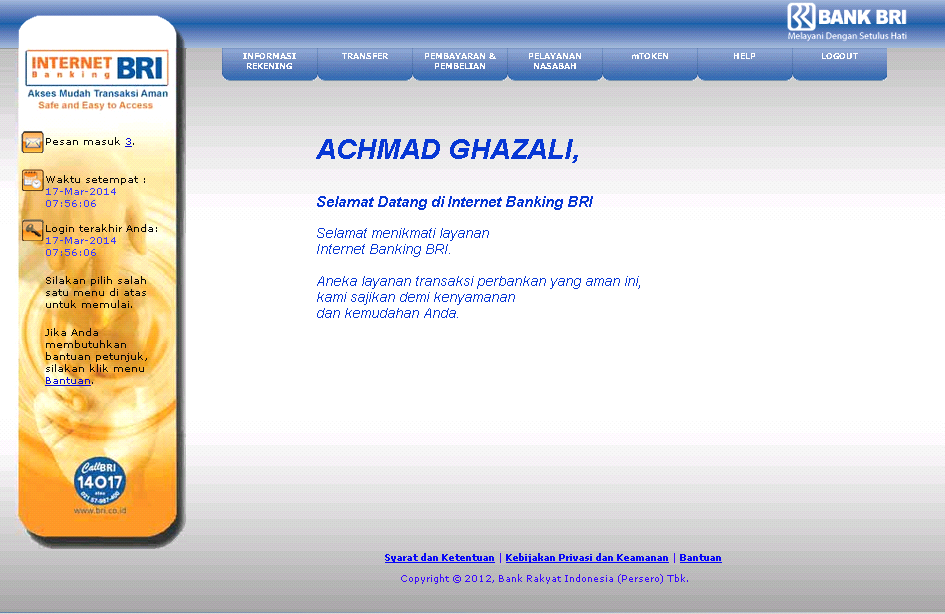 BANK BRI
Melayani Dengan Setulus Hati
INTERNET
Banking BRI
Akses Mudah Transaksi Aman
Safe and Easy to Access
INFORMASI REKENING
TRANSFER
PEMBAYARAN & PEMBELIAN
PELAYANAN NASABAH
mTOKEN
HELP
LOGOUT
Pesan masuk 3.
Waktu setempat :
17-Mar-2014
07:56:06
Login terakhir Anda:
17-Mar-2014
07:56:06
Silakan pilih salah
satu menu di atas
untuk memulai.
Jika Anda
membutuhkan
bantuan petunjuk,
silakan klik menu
Bantuan.
CallBRI
14017
atau
021 57-987-400
www.bri.co.id
ACHMAD GHAZALI,
Selamat Datang di Internet Banking BRI
Selamat menikmati layanan
Internet Banking BRI.
Aneka layanan transaksi perbankan yang aman ini,
kami sajikan demi kenyamanan
dan kemudahan Anda.
Syarat dan Ketentuan | Kebijakan Privasi dan Keamanan | Bantuan
Copyright © 2012, Bank Rakyat Indonesia (Persero) Tbk.